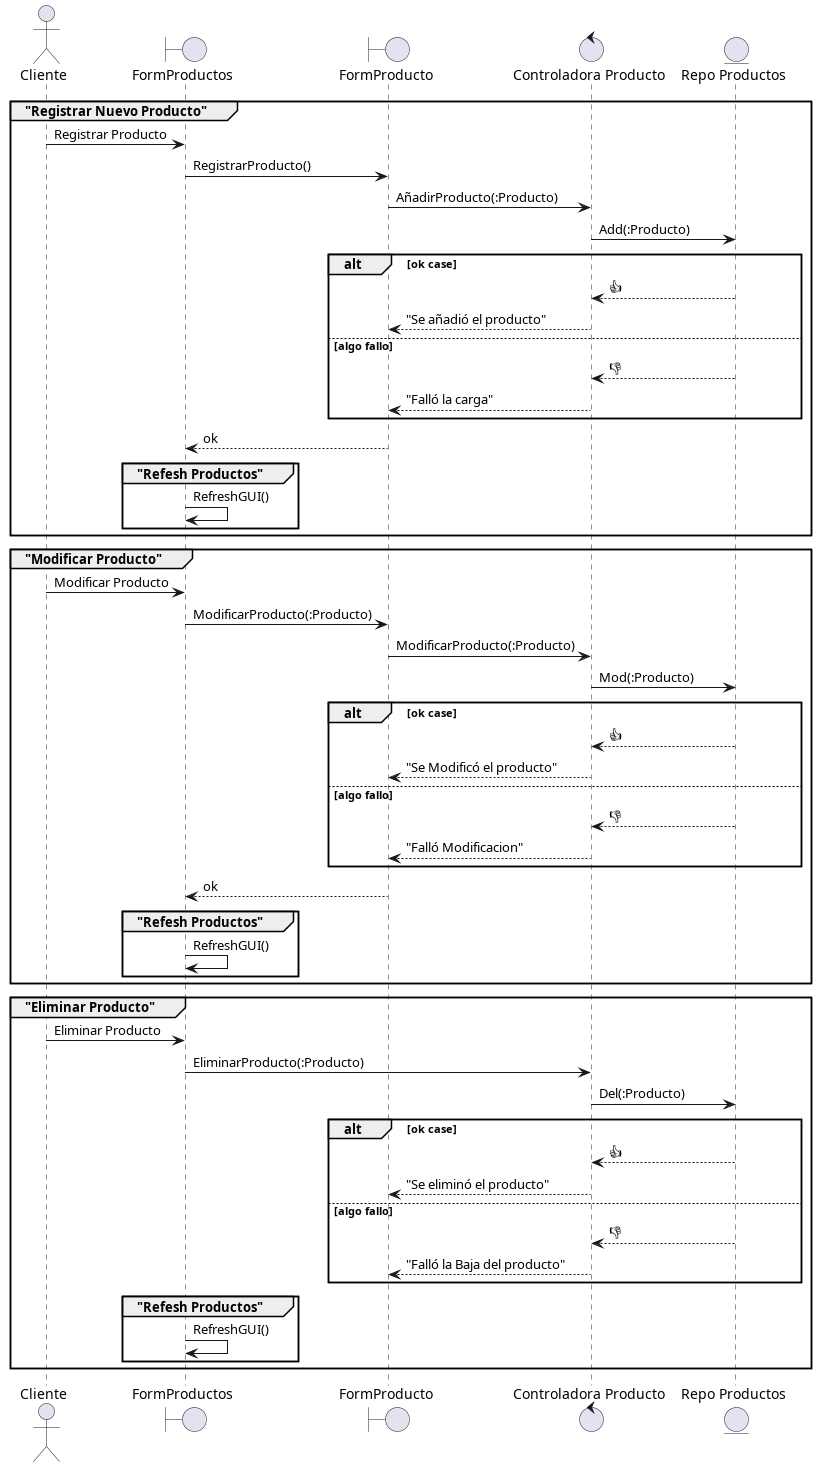 Cliente
FormProductos
FormProducto
Controladora Producto
Repo Productos
"Registrar Nuevo Producto"
Registrar Producto
RegistrarProducto()
AñadirProducto(:Producto)
Add(:Producto)
alt [ok case]
👍
"Se añadió el producto"
[algo fallo]
👎
"Falló la carga"
ok
"Refesh Productos"
RefreshGUI()
"Modificar Producto"
Modificar Producto
ModificarProducto(:Producto)
ModificarProducto(:Producto)
Mod(:Producto)
alt [ok case]
👍
"Se Modificó el producto"
[algo fallo]
👎
"Falló Modificacion"
ok
"Refesh Productos"
RefreshGUI()
"Eliminar Producto"
Eliminar Producto
EliminarProducto(:Producto)
Del(:Producto)
alt [ok case]
👍
"Se eliminó el producto"
[algo fallo]
👎
"Falló la Baja del producto"
"Refesh Productos"
RefreshGUI()
Cliente
FormProductos
FormProducto
Controladora Producto
Repo Productos